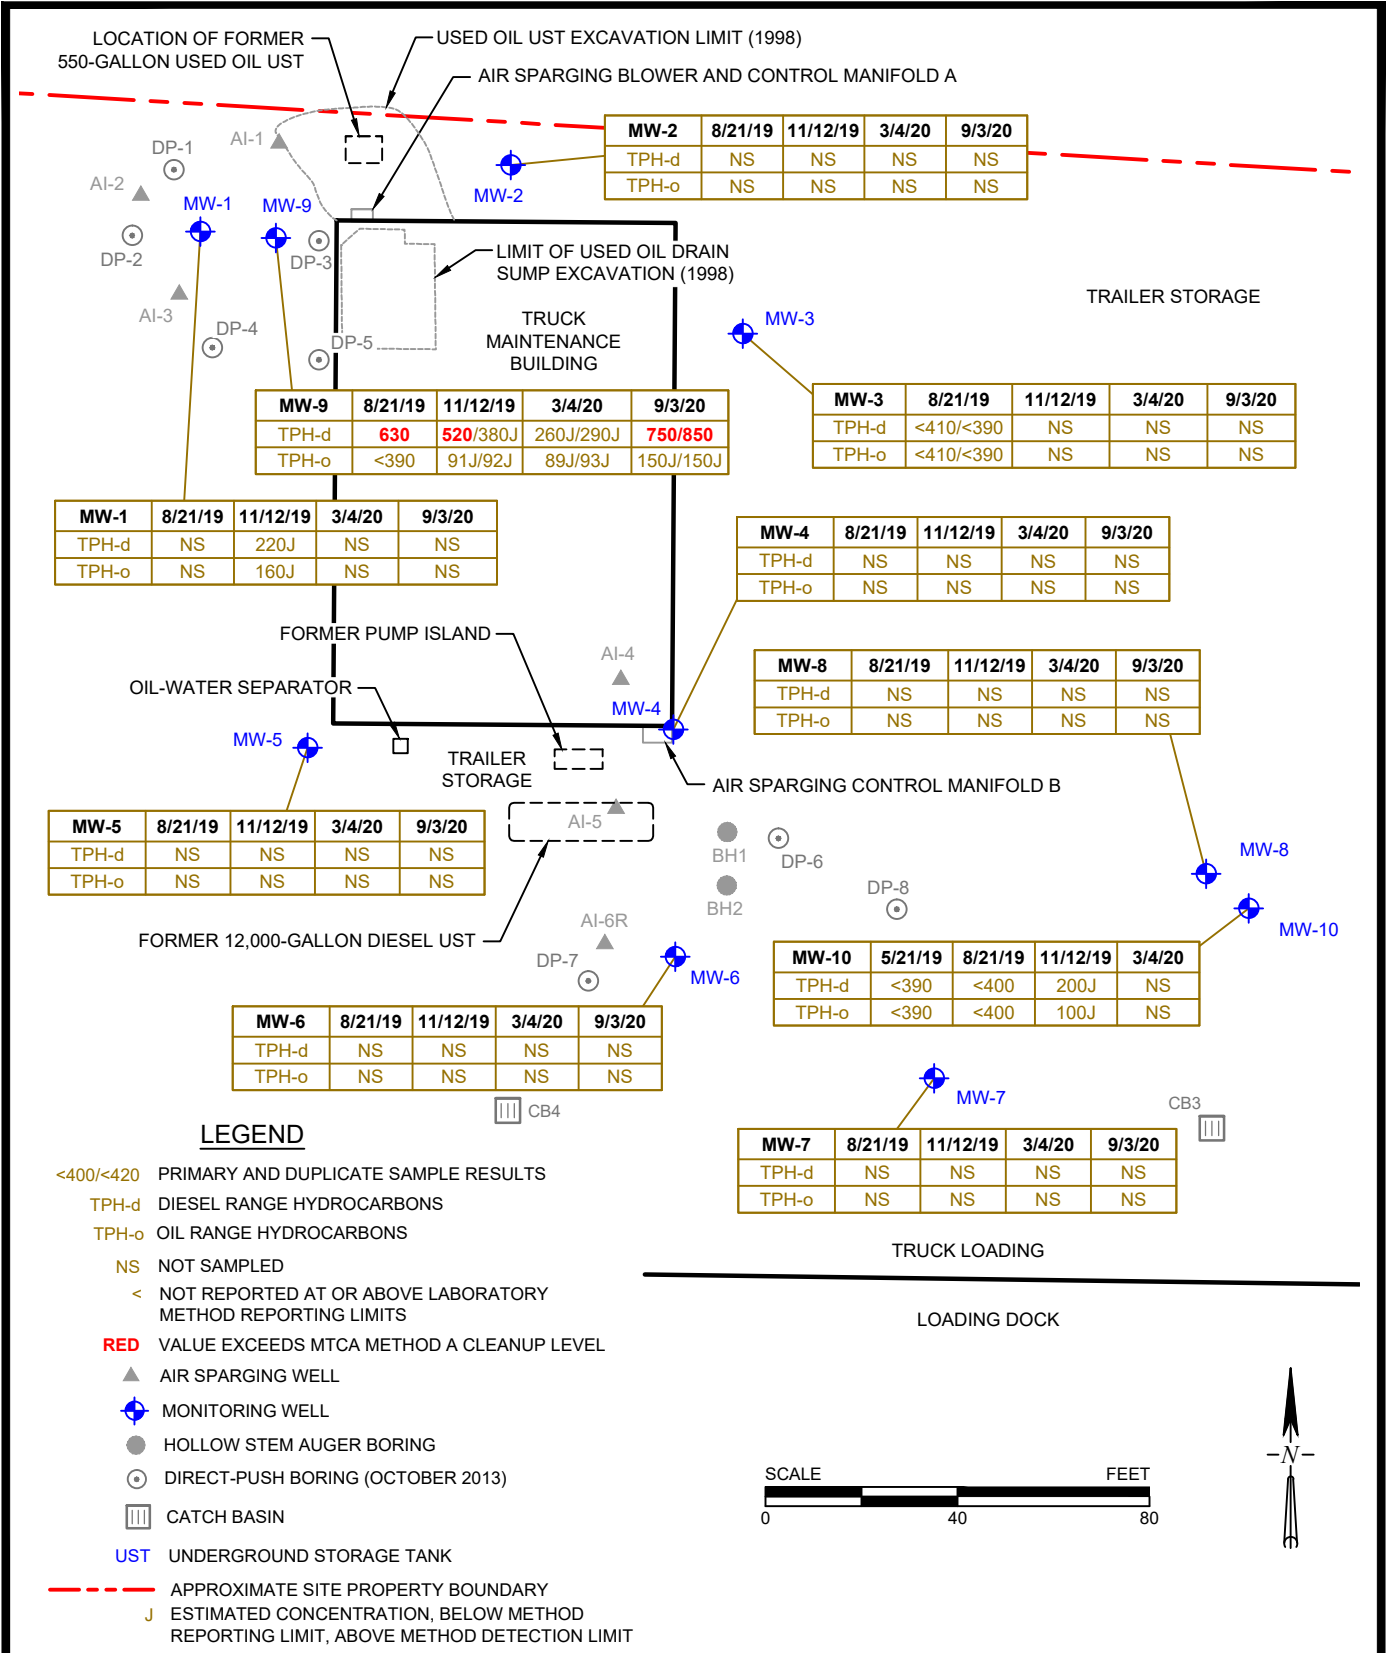 LOCATION OF FORMER
550-GALLON USED OIL UST
USED OIL UST EXCAVATION LIMIT (1998)
AIR SPARGING BLOWER AND CONTROL MANIFOLD A
AI-1
DP-1
AI-2
MW-1
MW-9
DP-2
DP-3
AI-3
DP-4
DP-5
MW-2
MW-2 8/21/19 11/12/19 3/4/20 9/3/20
TPH-d NS NS NS NS
TPH-o NS NS NS NS
LIMIT OF USED OIL DRAIN
SUMP EXCAVATION (1998)
TRUCK
MAINTENANCE
BUILDING
TRAILER STORAGE
MW-3
MW-3 8/21/19 11/12/19 3/4/20 9/3/20
TPH-d <410/<390 NS NS NS
TPH-o <410/<390 NS NS NS
MW-9 8/21/19 11/12/19 3/4/20 9/3/20
TPH-d 630 520/380J 260J/290J 750/850
TPH-o <390 91J/92J 89J/93J 150J/150J
MW-1 8/21/19 11/12/19 3/4/20 9/3/20
TPH-d NS 220J NS NS
TPH-o NS 160J NS NS
MW-4 8/21/19 11/12/19 3/4/20 9/3/20
TPH-d NS NS NS NS
TPH-o NS NS NS NS
FORMER PUMP ISLAND
AI-4
OIL-WATER SEPARATOR
MW-4
MW-8 8/21/19 11/12/19 3/4/20 9/3/20
TPH-d NS NS NS NS
TPH-o NS NS NS NS
MW-5
TRAILER
STORAGE
AIR SPARGING CONTROL MANIFOLD B
MW-5 8/21/19 11/12/19 3/4/20 9/3/20
TPH-d NS NS NS NS
TPH-o NS NS NS NS
AI-5
BH1
DP-6
BH2
DP-8
MW-8
MW-10
FORMER 12,000-GALLON DIESEL UST
AI-6R
DP-7
MW-6
MW-10 5/21/19 8/21/19 11/12/19 3/4/20
TPH-d <390 <400 200J NS
TPH-o <390 <400 100J NS
MW-6 8/21/19 11/12/19 3/4/20 9/3/20
TPH-d NS NS NS NS
TPH-o NS NS NS NS
CB4
MW-7
CB3
MW-7 8/21/19 11/12/19 3/4/20 9/3/20
TPH-d NS NS NS NS
TPH-o NS NS NS NS
TRUCK LOADING
LOADING DOCK
LEGEND
<400/<420 PRIMARY AND DUPLICATE SAMPLE RESULTS
TPH-d DIESEL RANGE HYDROCARBONS
TPH-o OIL RANGE HYDROCARBONS
NS NOT SAMPLED
< NOT REPORTED AT OR ABOVE LABORATORY
METHOD REPORTING LIMITS
RED VALUE EXCEEDS MTCA METHOD A CLEANUP LEVEL
AIR SPARGING WELL
MONITORING WELL
HOLLOW STEM AUGER BORING
DIRECT-PUSH BORING (OCTOBER 2013)
CATCH BASIN
UST UNDERGROUND STORAGE TANK
APPROXIMATE SITE PROPERTY BOUNDARY
J ESTIMATED CONCENTRATION, BELOW METHOD
REPORTING LIMIT, ABOVE METHOD DETECTION LIMIT
SCALE FEET
0 40 80
N